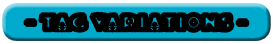 - TAG VARIATIONS -